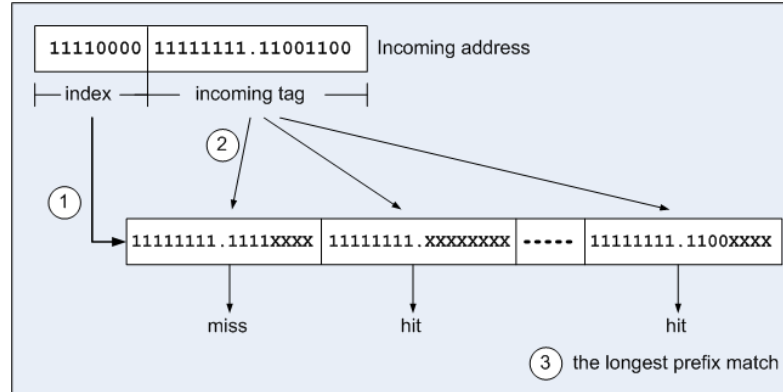 11110000 11111111.11001100 Incoming address
index incoming tag
2
1
11111111.1111XXXX 11111111.XXXXXXXX ----- 11111111.1100XXXX
miss hit hit
3 the longest prefix match